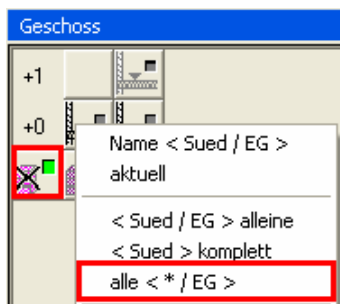 Geschoss
+1
+0
Name < Sued / EG >
aktuell
< Sued / EG > alleine
< Sued > komplett
alle < * / EG >